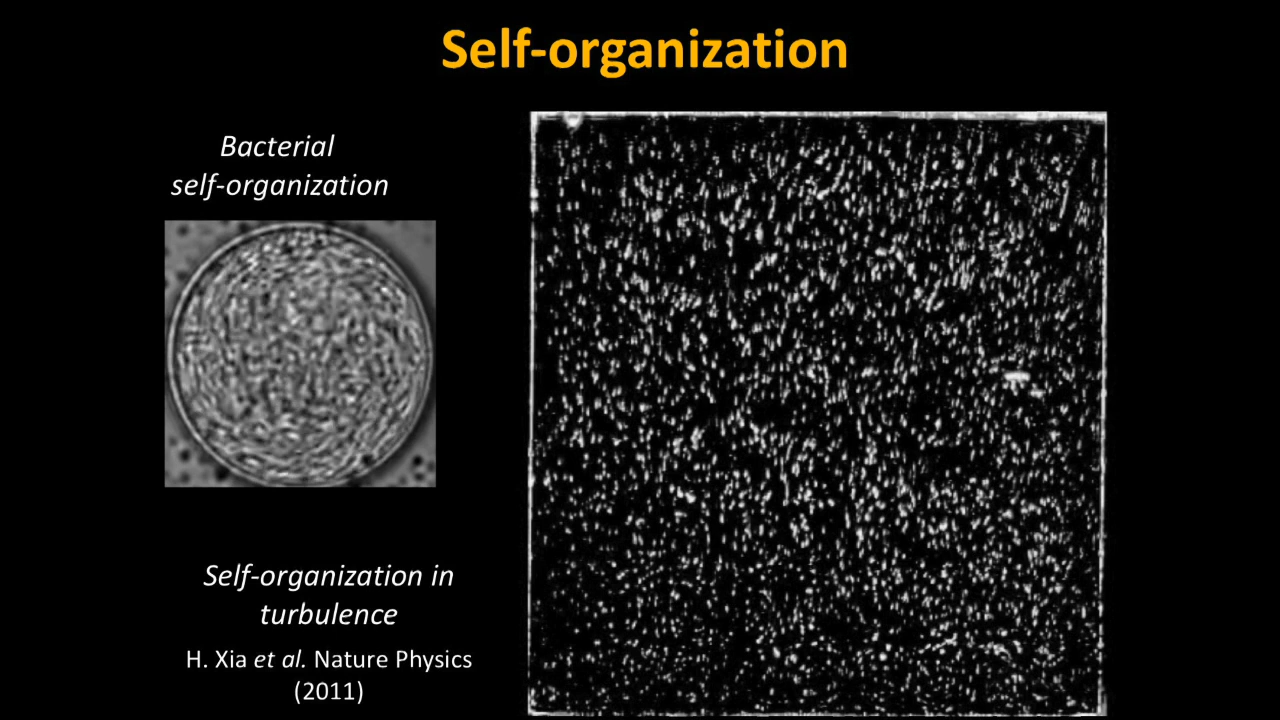 Self-organization
Bacterial
self-organization
Self-organization in
turbulence
H. Xia et al. Nature Physics
(2011)